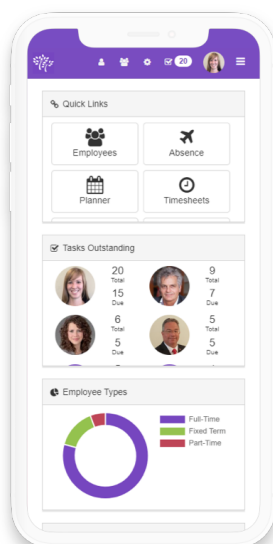 20
Quick Links
Employees
Absence
Planner
Timesheets
Tasks Outstanding
20
Total
15
Due
9
Total
7
Due
6
Total
5
Due
5
Total
5
Due
Employee Types
Full-Time
Fixed Term
Part-Time